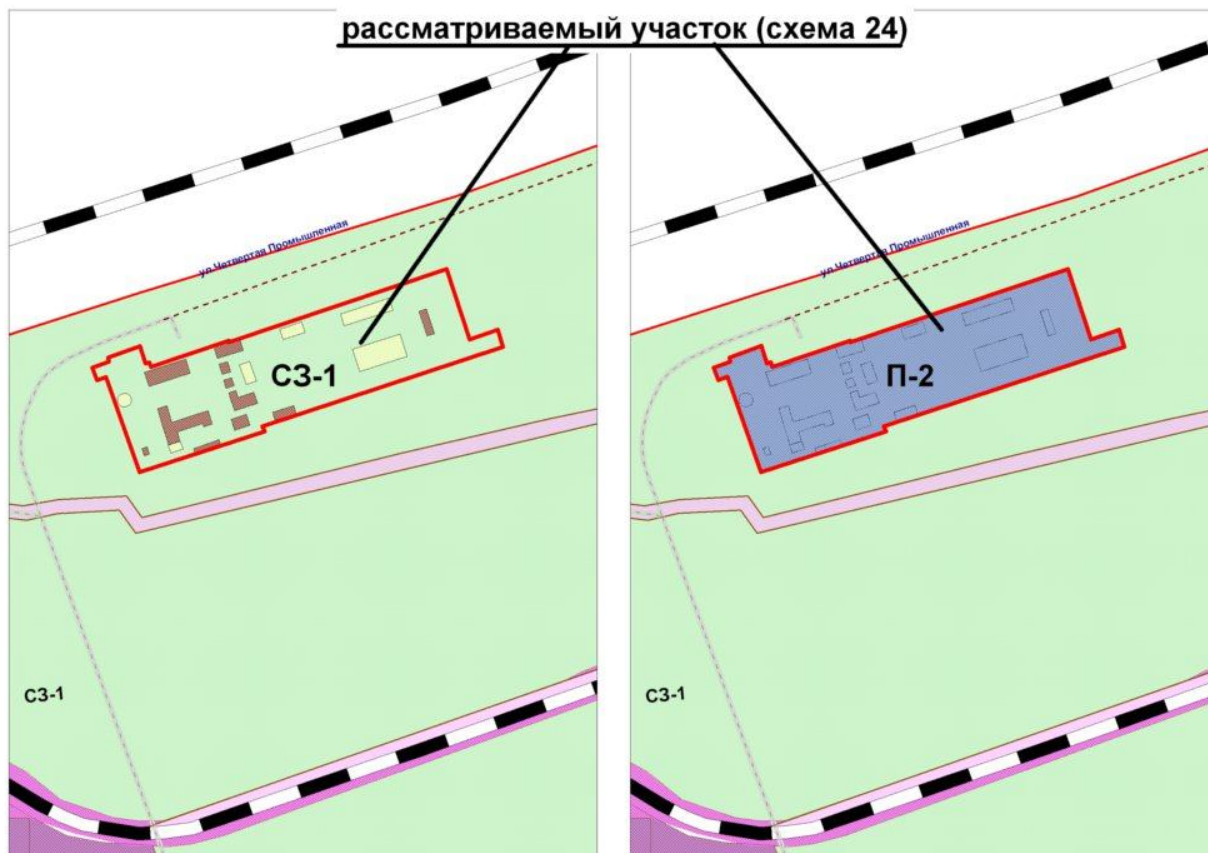 рассматриваемый участок (схема 24)
ул.Четвертая Промышленная
СЗ-1
СЗ-1
ул.Четвертая Промышленная
П-2
СЗ-1